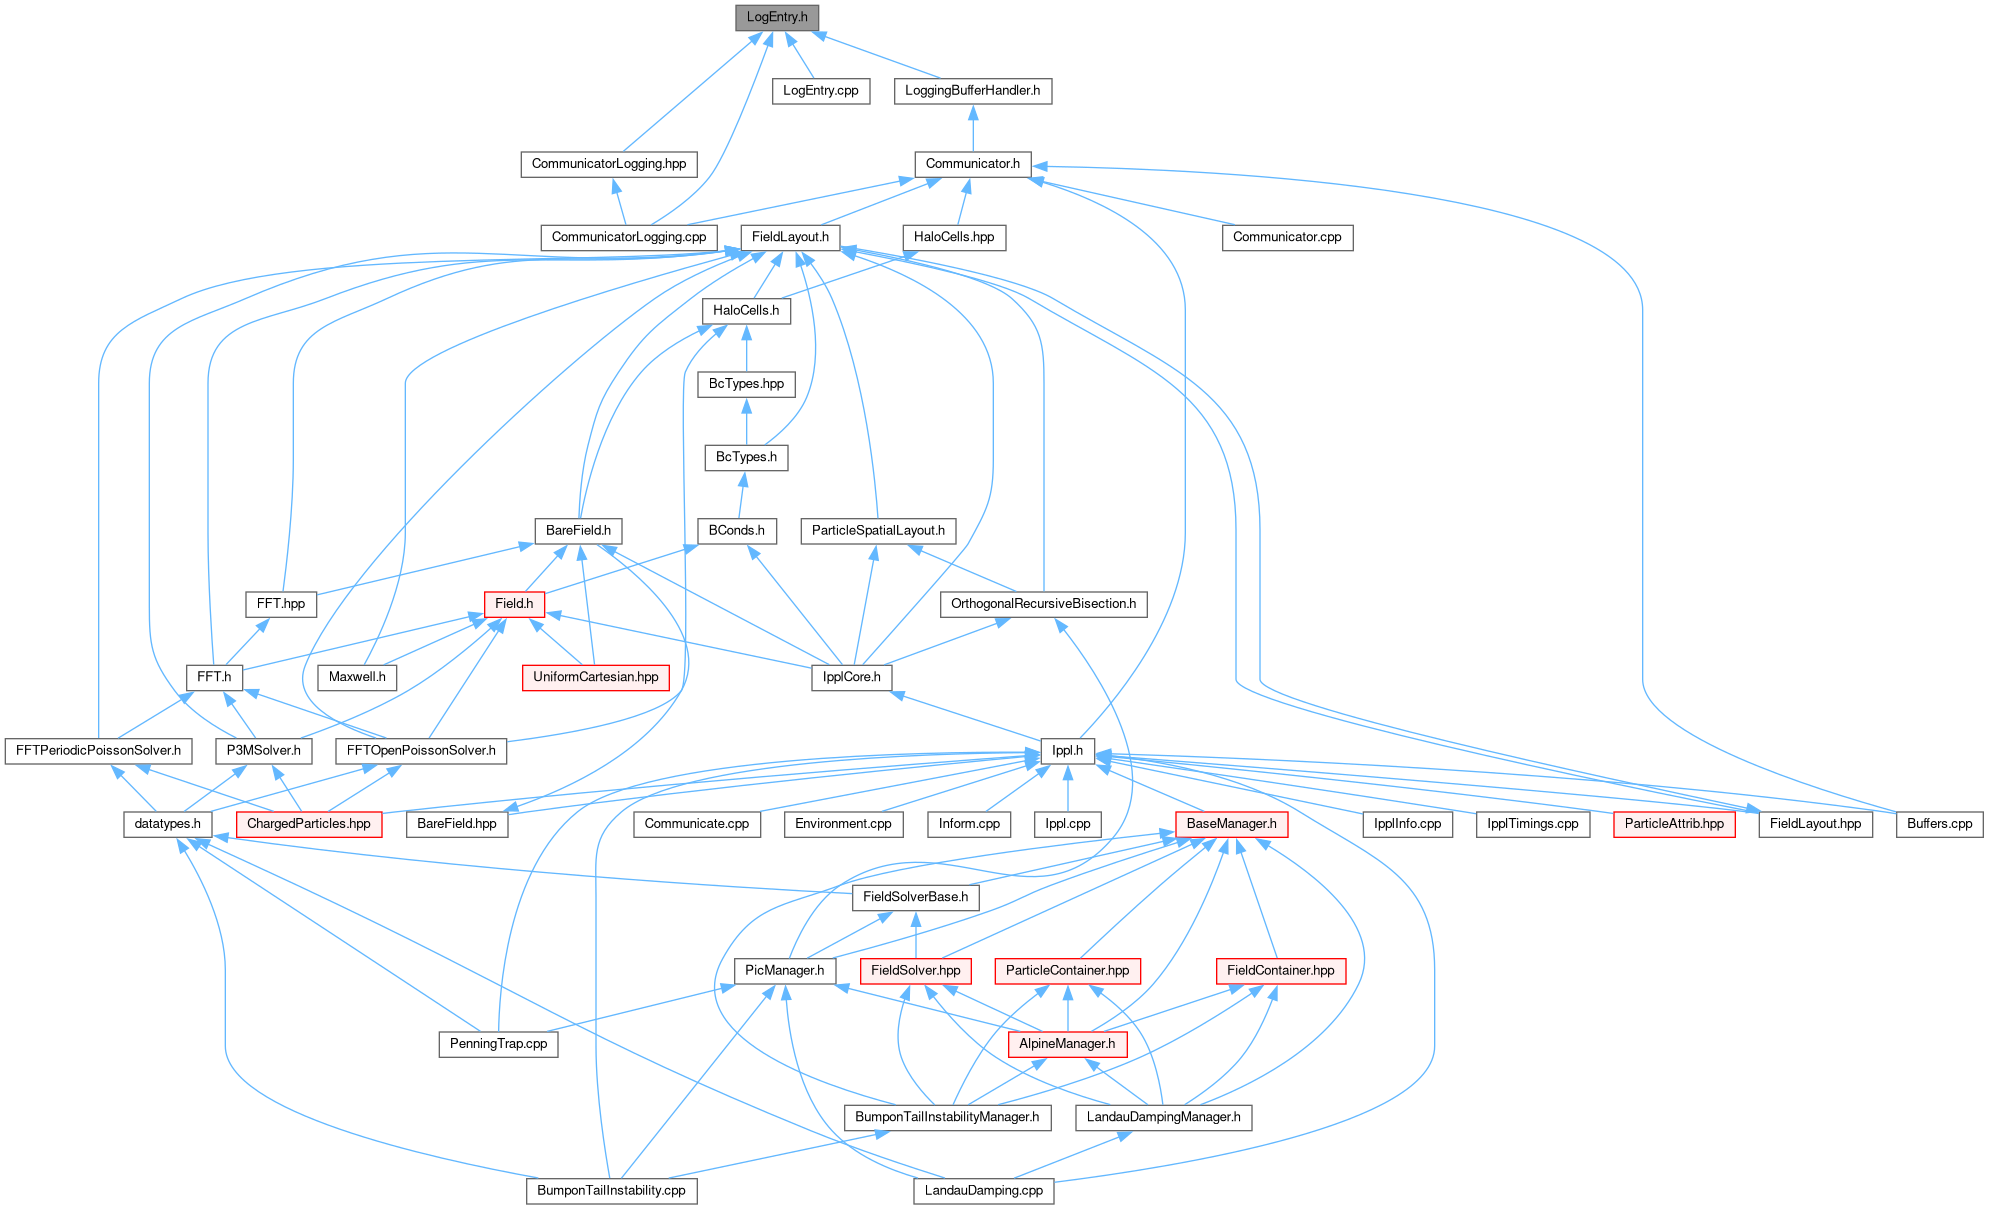 LogEntry.h
LogEntry.cpp
LoggingBufferHandler.h
CommunicatorLogging.hpp
Communicator.h
CommunicatorLogging.cpp
FieldLayout.h
HaloCells.hpp
Communicator.cpp
HaloCells.h
BcTypes.hpp
BcTypes.h
BareField.h
BConds.h
ParticleSpatialLayout.h
FFT.hpp
Field.h
OrthogonalRecursiveBisection.h
FFT.h
Maxwell.h
UniformCartesian.hpp
IpplCore.h
FFTPeriodicPoissonSolver.h
P3MSolver.h
FFTOpenPoissonSolver.h
Ippl.h
datatypes.h
ChargedParticles.hpp
BareField.hpp
Communicate.cpp
Environment.cpp
Inform.cpp
Ippl.cpp
BaseManager.h
IpplInfo.cpp
IpplTimings.cpp
ParticleAttrib.hpp
FieldLayout.hpp
Buffers.cpp
FieldSolverBase.h
PicManager.h
FieldSolver.hpp
ParticleContainer.hpp
FieldContainer.hpp
PenningTrap.cpp
AlpineManager.h
BumponTailInstabilityManager.h
LandauDampingManager.h
BumponTailInstability.cpp
LandauDamping.cpp